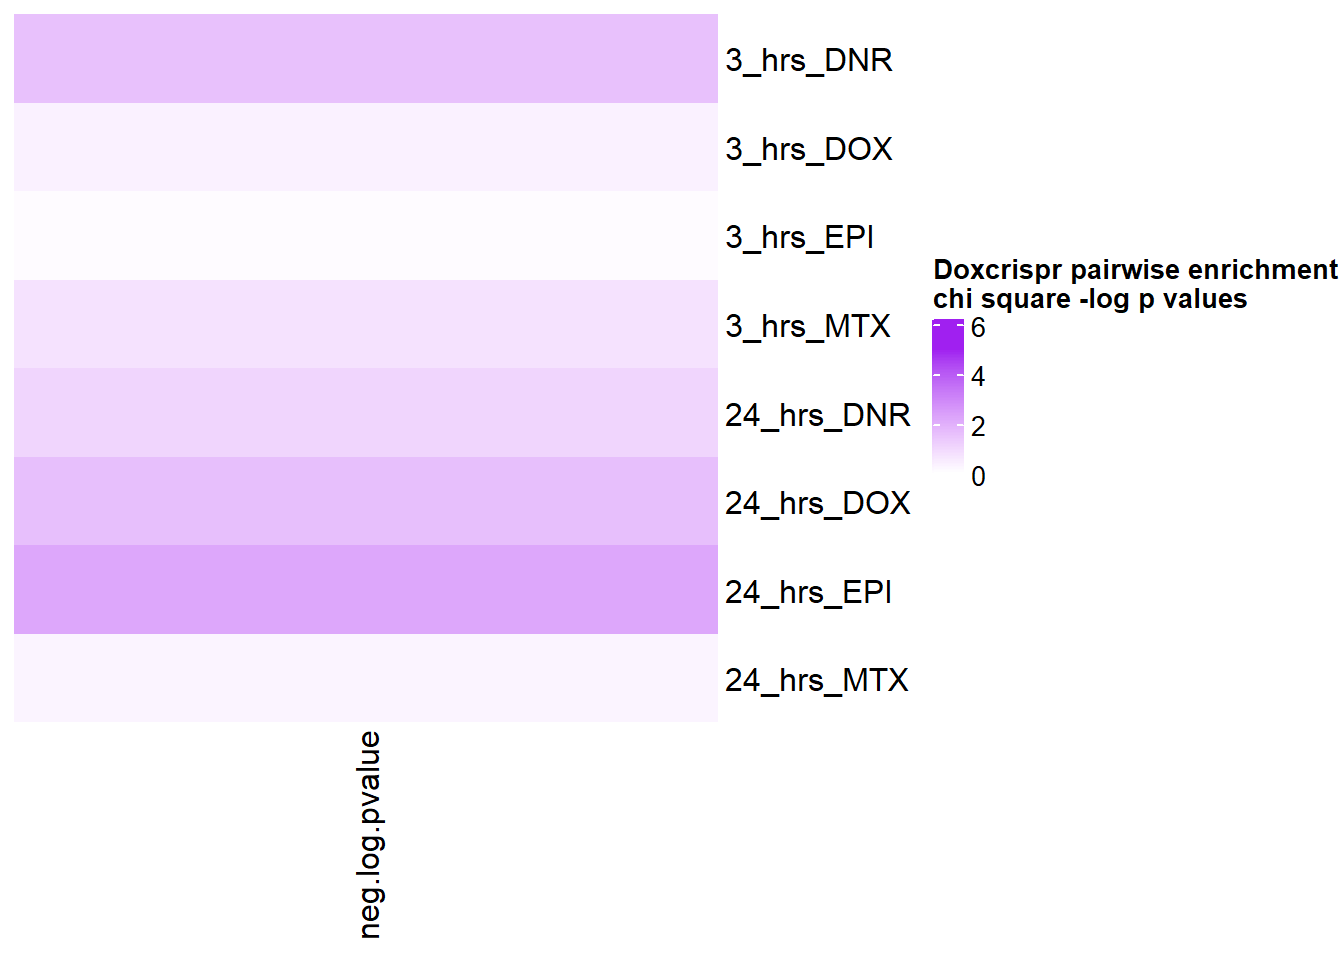 3_hrs_DNR
3_hrs_DOX
3_hrs_EPI
3_hrs_MTX
24_hrs_DNR
24_hrs_DOX
24_hrs_EPI
24_hrs_MTX
neg.log.pvalue
Doxcrispr pairwise enrichment
chi square -log p values
6
4
2
0